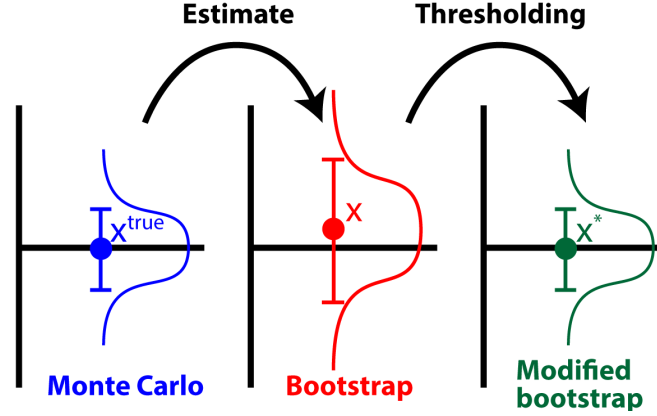 Estimate
Thresholding
x^true
x
x^*
Monte Carlo
Bootstrap
Modified
bootstrap